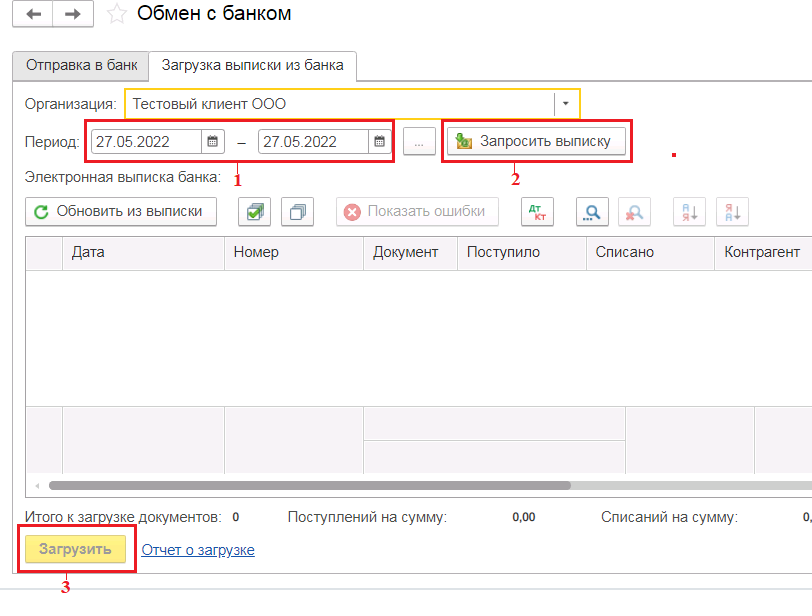 Обмен с банком
Отправка в банк Загрузка выписки из банка
Организация: Тестовый клиент ООО
Период: 27.05.2022 – 27.05.2022 ... Запросить выписку
1 2
Электронная выписка банка:
Обновить из выписки Показать ошибки Дт Кт А Я Я А
Дата Номер Документ Поступило Списано Контрагент
Итого к загрузке документов: 0 Поступлений на сумму: 0,00 Списаний на сумму: 0,
Загрузить Отчет о загрузке
3